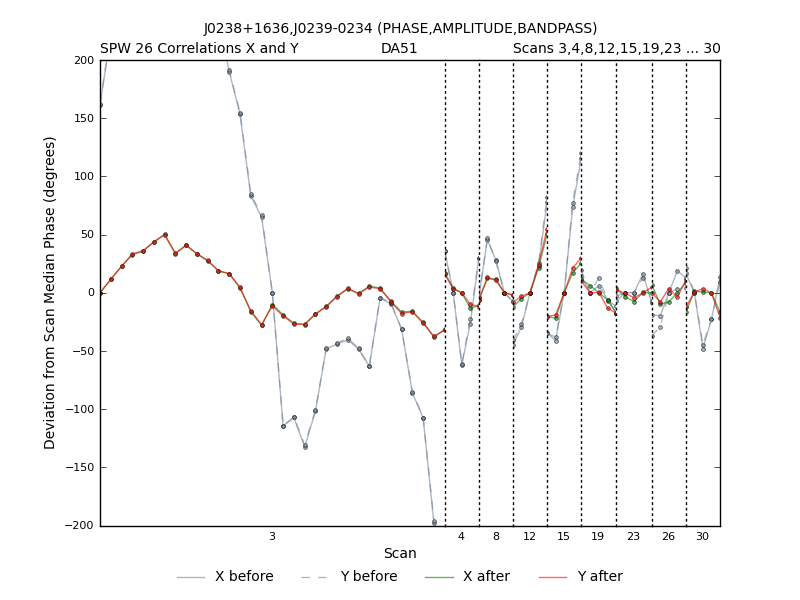 J0238+1636,J0239-0234 (PHASE,AMPLITUDE,BANDPASS)
SPW 26 Correlations X and Y DA51 Scans 3,4,8,12,15,19,23 ... 30
Deviation from Scan Median Phase (degrees)
200
150
100
50
0
−50
−100
−150
−200
3 4 8 12 15 19 23 26 30
Scan
X before Y before X after Y after